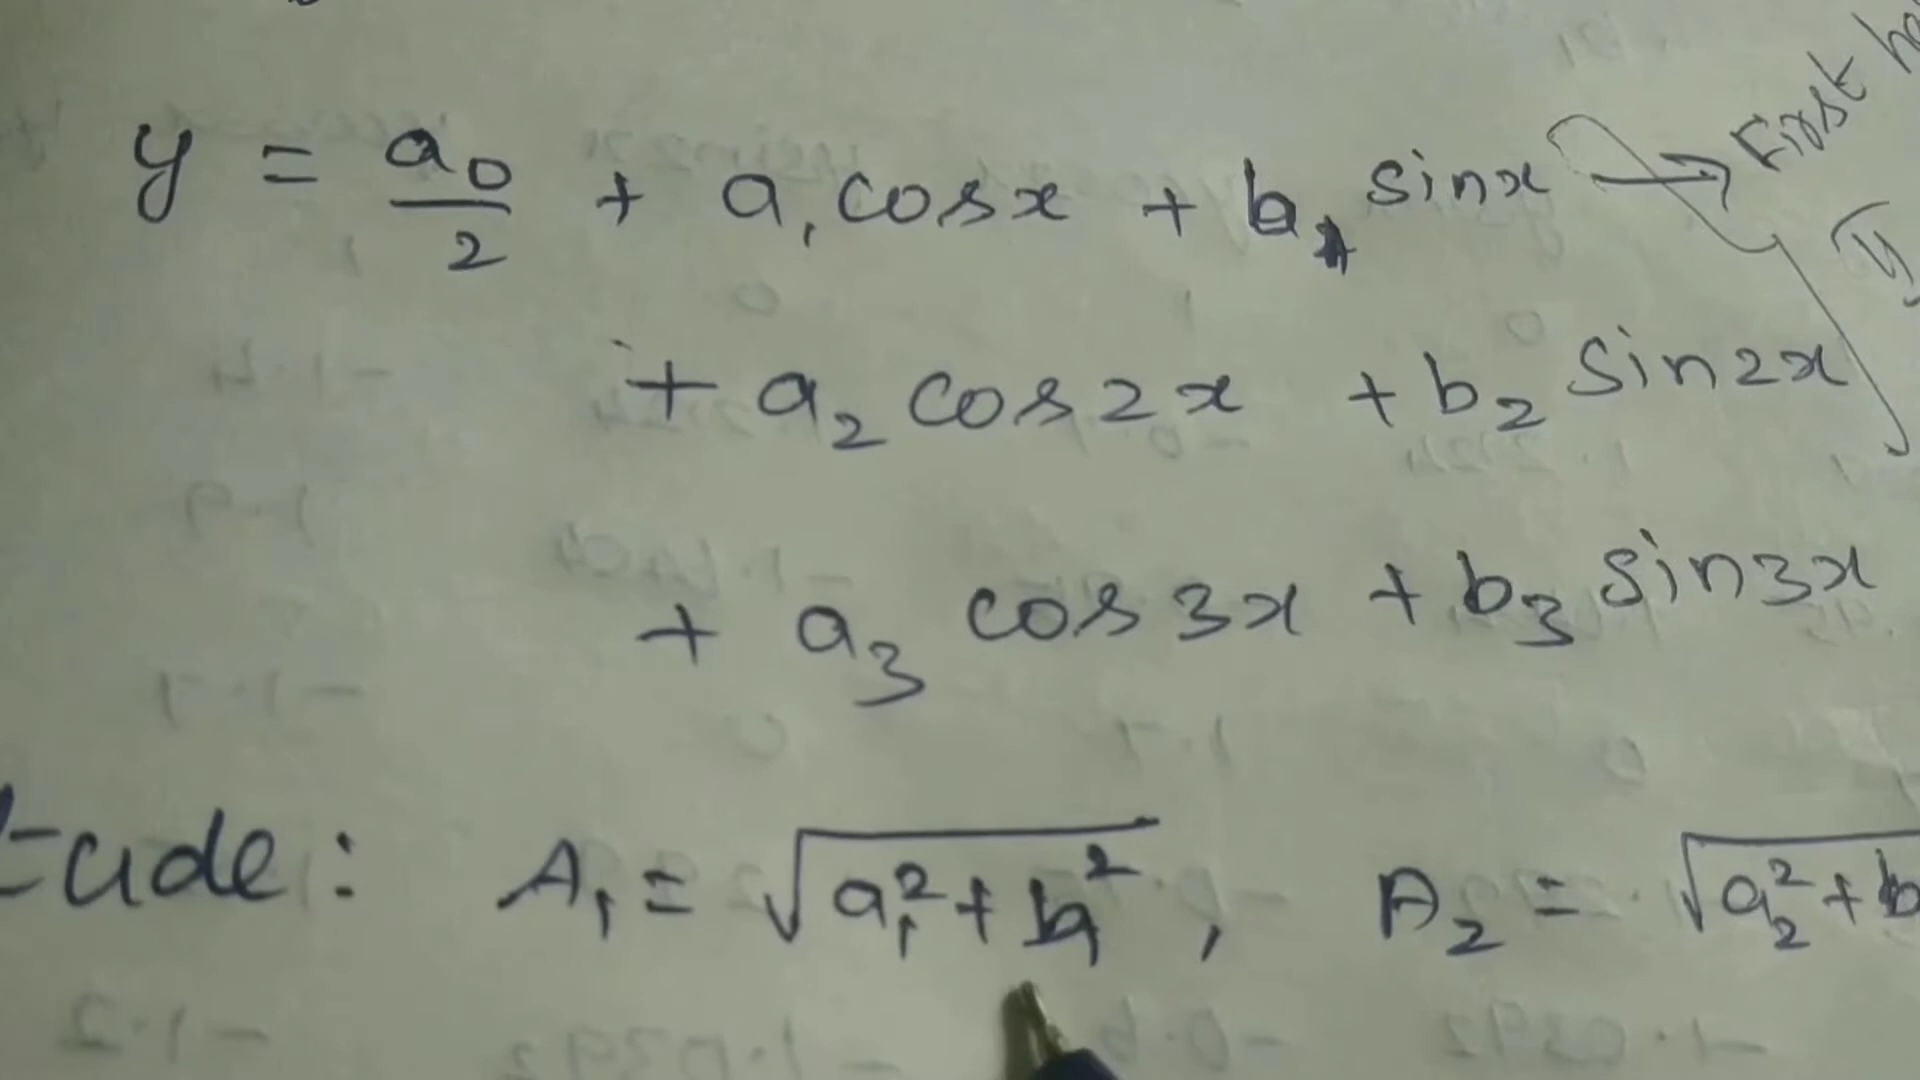 y = a₀/2 + a₁ cos x + b₁ sin x → First
+ a₂ cos 2x + b₂ sin 2x
+ a₃ cos 3x + b₃ sin 3x
tude : A₁ = √(a₁² + b₁²) , A₂ = √(a₂² + b